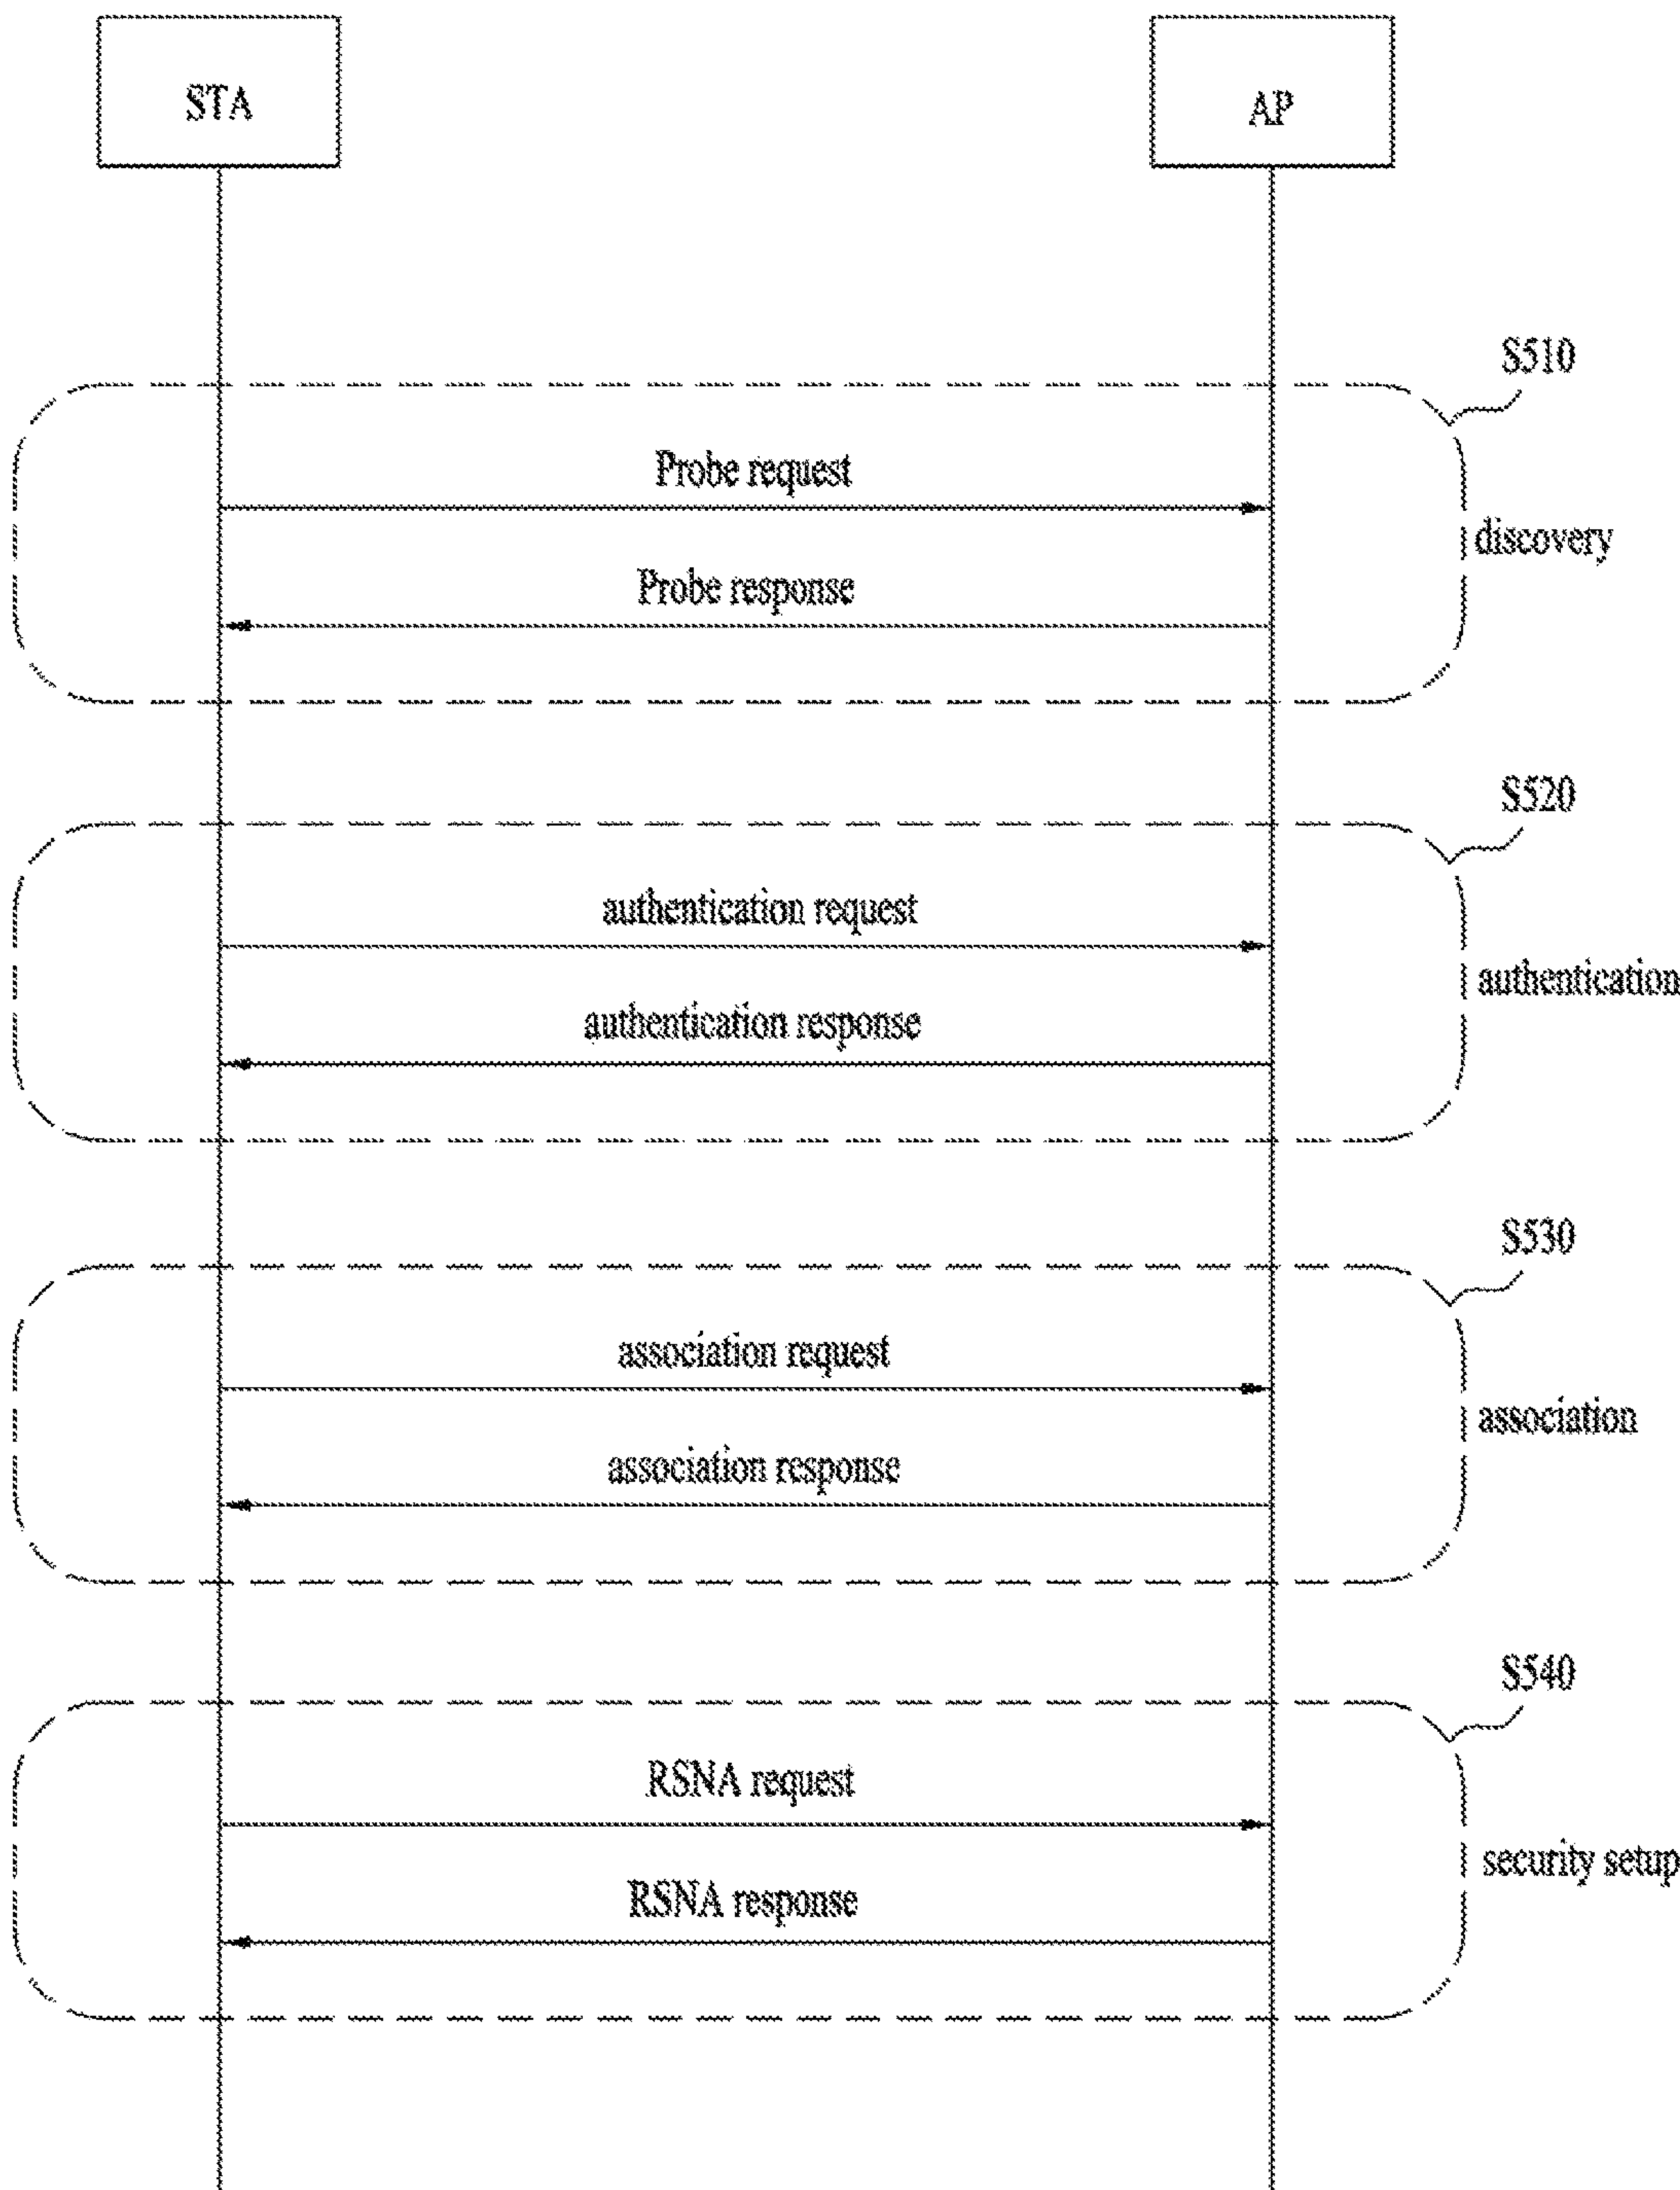 STA
AP
S510
Probe request
discovery
Probe response
S520
authentication request
authentication
authentication response
S530
association request
association
association response
S540
RSNA request
security setup
RSNA response